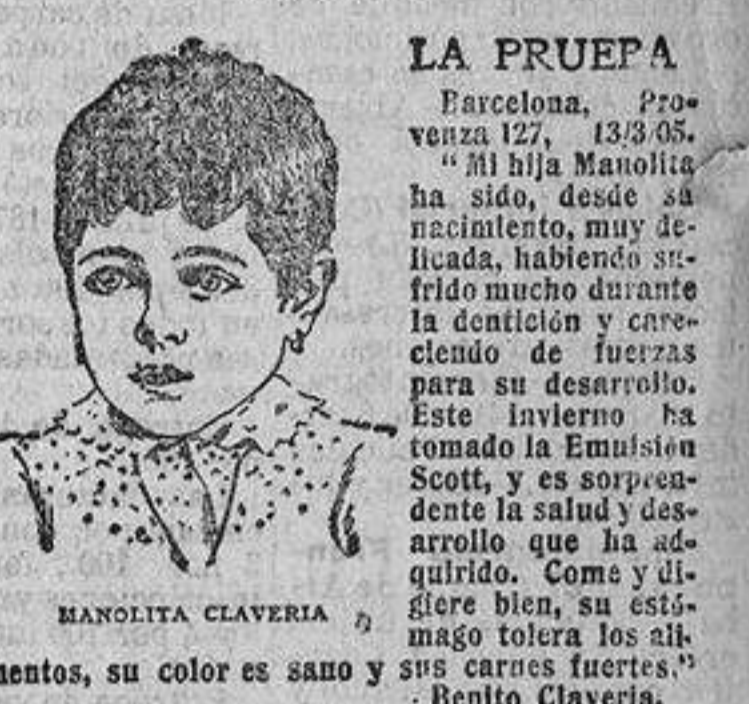 LA PRUEBA
Barcelona, Pro-
venza 127, 13/3/05.
"Mi hija Manolita
ha sido, desde su
nacimiento, muy de-
licada, habiendo su-
frido mucho durante
la dentición y care-
ciendo de fuerzas
para su desarrollo.
Este invierno ha
tomado la Emulsión
Scott, y es sorpren-
dente la salud y des-
arrollo que ha ad-
quirido. Come y di-
giere bien, su estó-
mago tolera los ali-
mentos, su color es sano y sus carnes fuertes."
Benito Claveria.
MANOLITA CLAVERIA